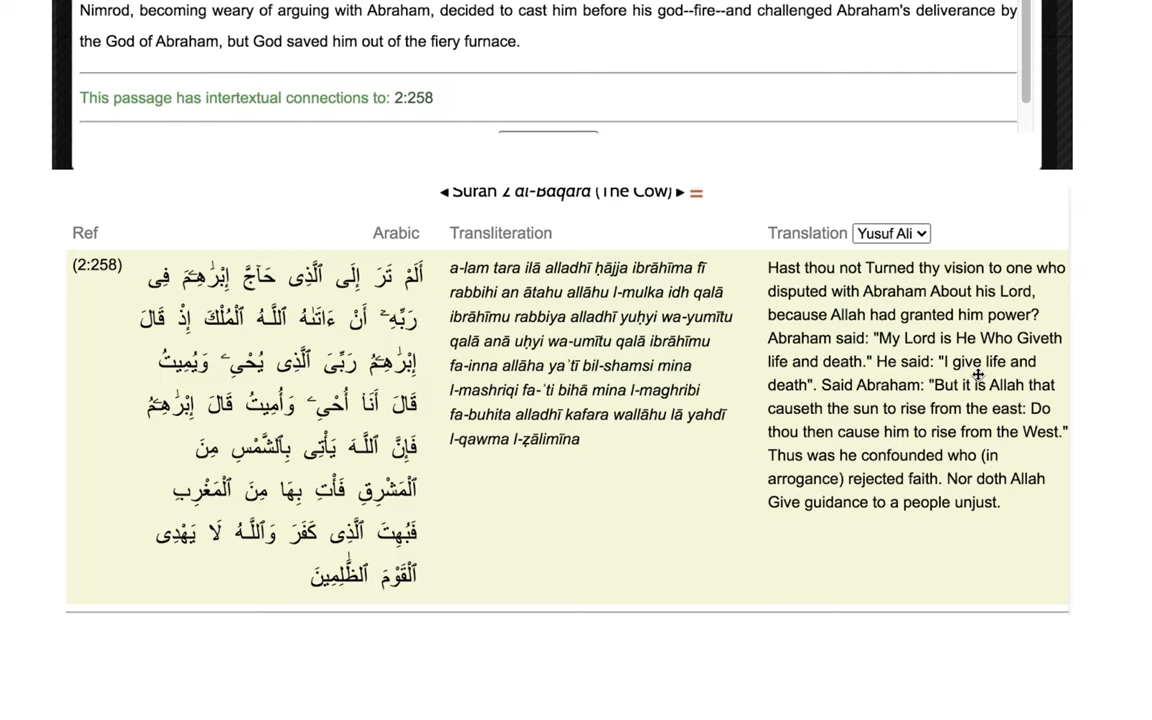 Nimrod, becoming weary of arguing with Abraham, decided to cast him before his god--fire--and challenged Abraham's deliverance by
the God of Abraham, but God saved him out of the fiery furnace.
This passage has intertextual connections to: 2:258
◄ Surah 2 al-Baqara (The Cow) ►
Ref
Arabic
Transliteration
Translation Yusuf Ali
(2:258)
أَلَمْ تَرَ إِلَى ٱلَّذِى حَآجَّ إِبْرَٰهِـۧمَ فِى
رَبِّهِۦٓ أَنْ ءَاتَىٰهُ ٱللَّـهُ ٱلْمُلْكَ إِذْ قَالَ
إِبْرَٰهِـۧمُ رَبِّىَ ٱلَّذِى يُحْىِۦ وَيُمِيتُ
قَالَ أَنَا۠ أُحْىِۦ وَأُمِيتُ قَالَ إِبْرَٰهِـۧمُ
فَإِنَّ ٱللَّـهَ يَأْتِى بِٱلشَّمْسِ مِنَ
ٱلْمَشْرِقِ فَأْتِ بِهَا مِنَ ٱلْمَغْرِبِ
فَبُهِتَ ٱلَّذِى كَفَرَ وَٱللَّـهُ لَا يَهْدِى
ٱلْقَوْمَ ٱلظَّٰلِمِينَ
a-lam tara ilā alladhī ḥājja ibrāhīma fī
rabbihi an ātahu allāhu l-mulka idh qalā
ibrāhīmu rabbiya alladhī yuḥyi wa-yumītu
qalā anā uḥyi wa-umītu qalā ibrāhīmu
fa-inna allāha yaʾtī bil-shamsi mina
l-mashriqi fa-ʾti bihā mina l-maghribi
fa-buhita alladhī kafara wallāhu lā yahdī
l-qawma l-ẓālimīna
Hast thou not Turned thy vision to one who
disputed with Abraham About his Lord,
because Allah had granted him power?
Abraham said: "My Lord is He Who Giveth
life and death." He said: "I give life and
death". Said Abraham: "But it is Allah that
causeth the sun to rise from the east: Do
thou then cause him to rise from the West."
Thus was he confounded who (in
arrogance) rejected faith. Nor doth Allah
Give guidance to a people unjust.